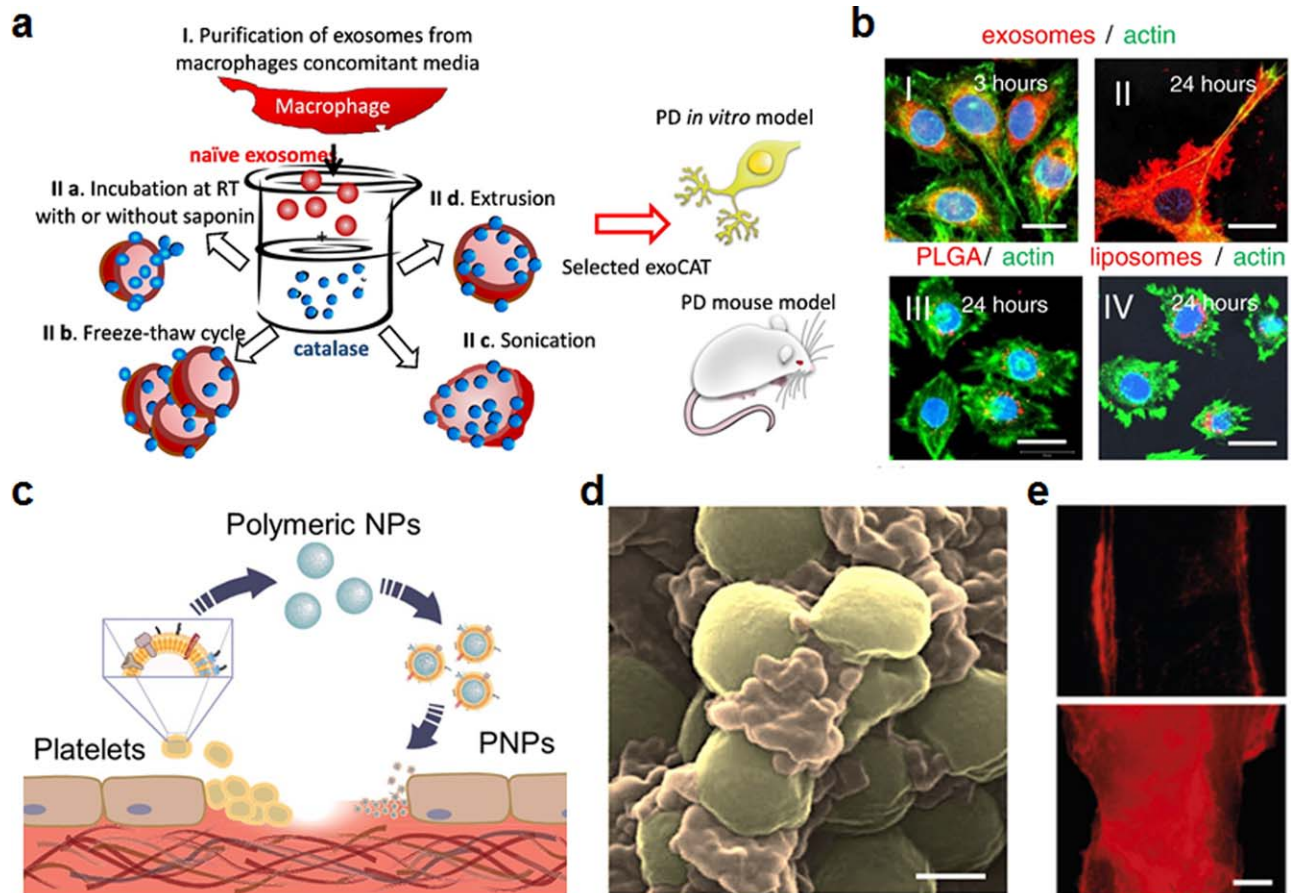 a
I. Purification of exosomes from
macrophages concomitant media
Macrophage
naïve exosomes
II a. Incubation at RT
with or without saponin
+
II d. Extrusion
II b. Freeze-thaw cycle
catalase
II c. Sonication
Selected exoCAT
PD in vitro model
PD mouse model
b
exosomes / actin
I
3 hours
II
24 hours
PLGA/ actin
liposomes / actin
III
24 hours
IV
24 hours
c
Polymeric NPs
Platelets
PNPs
d
e